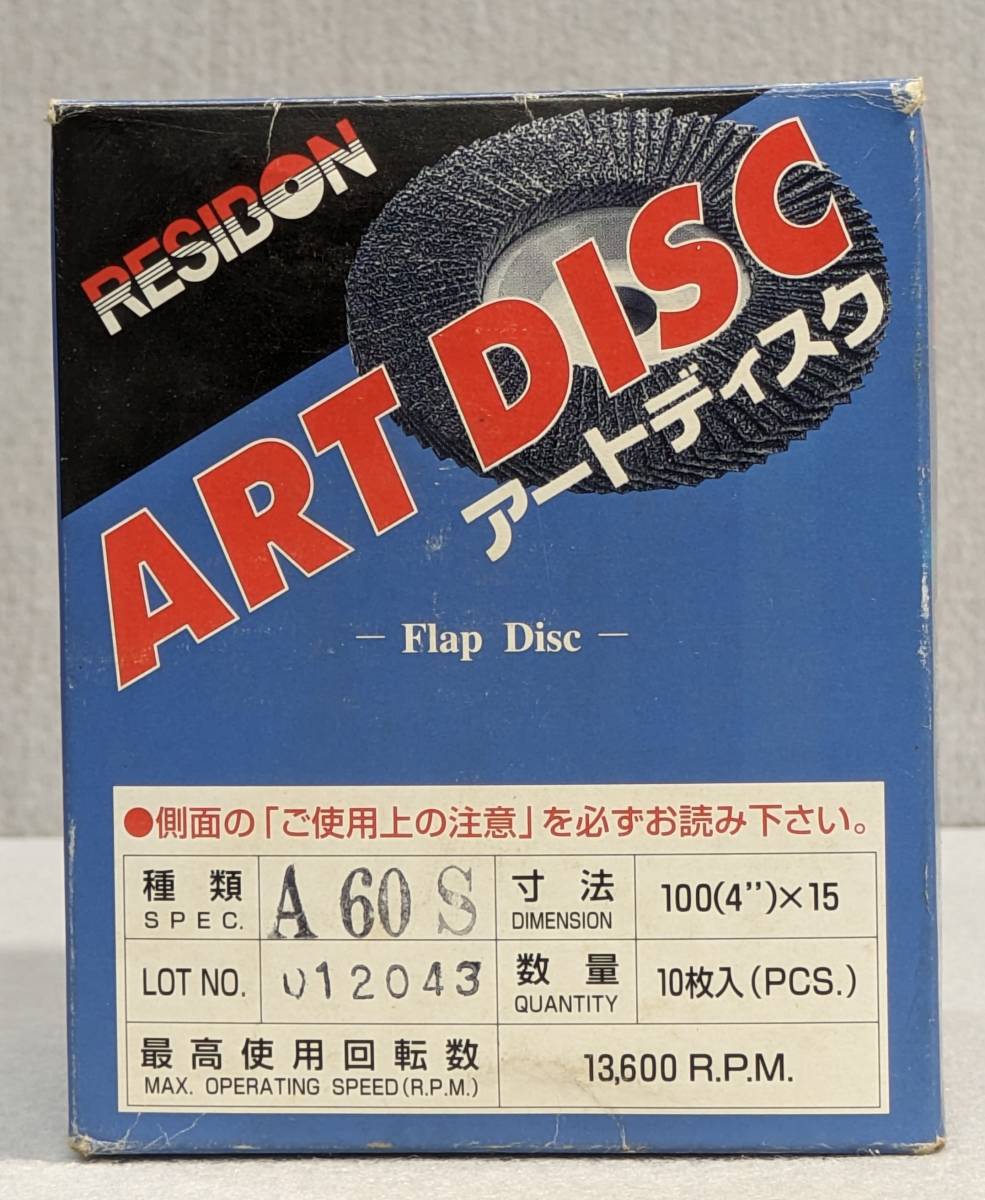 RESIBON
ART DISC
アートディスク
— Flap Disc —
●側面の「ご使用上の注意」を必ずお読み下さい。
種類 A 60 S 寸法 100(4")×15
SPEC. DIMENSION
LOT NO. 012043 数量 10枚入(PCS.)
QUANTITY
最高使用回転数 13,600 R.P.M.
MAX. OPERATING SPEED(R.P.M.)